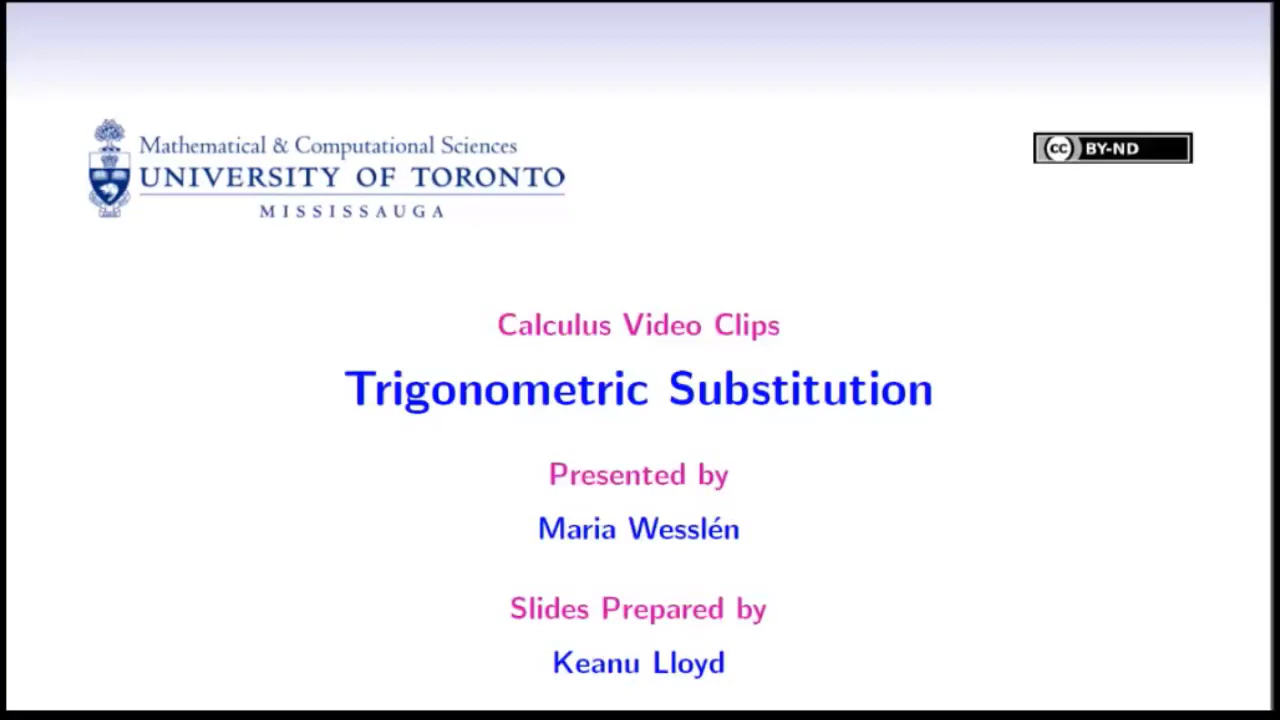 Mathematical & Computational Sciences
UNIVERSITY OF TORONTO
MISSISSAUGA
cc BY-ND
Calculus Video Clips
Trigonometric Substitution
Presented by
Maria Wesslén
Slides Prepared by
Keanu Lloyd